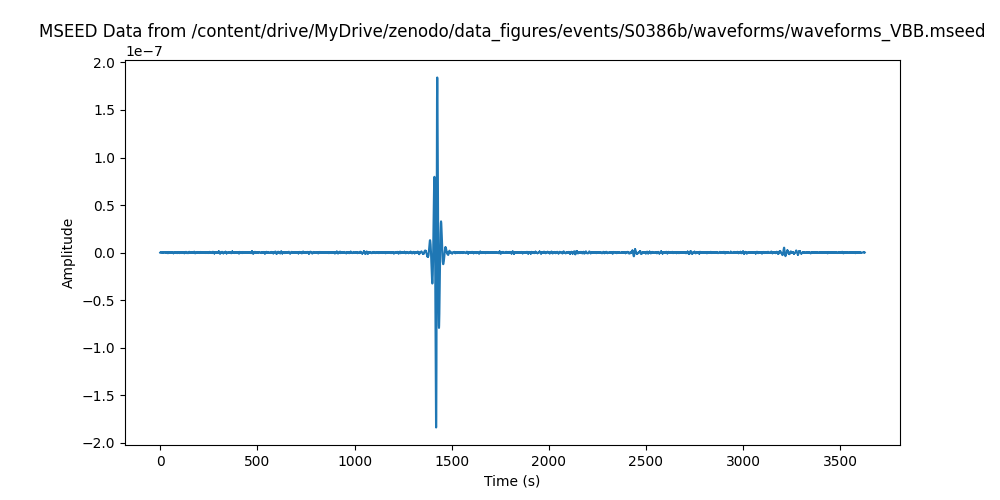 MSEED Data from /content/drive/MyDrive/zenodo/data_figures/events/S0386b/waveforms/waveforms_VBB.mseed
1e−7
2.0
1.5
1.0
0.5
0.0
−0.5
−1.0
−1.5
−2.0
Amplitude
0 500 1000 1500 2000 2500 3000 3500
Time (s)